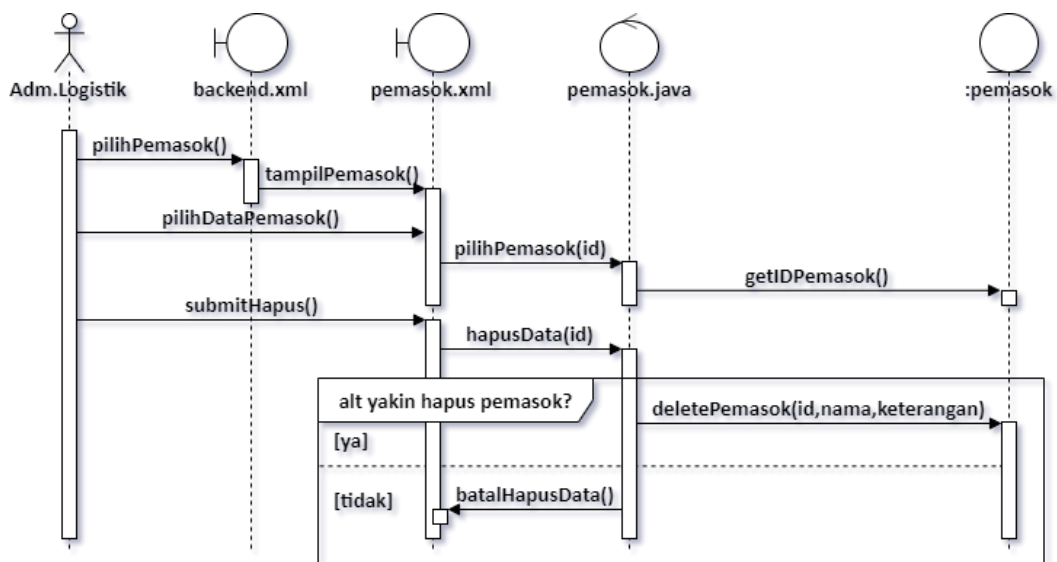 Adm.Logistik
backend.xml
pemasok.xml
pemasok.java
:pemasok
pilihPemasok()
tampilPemasok()
pilihDataPemasok()
pilihPemasok(id)
getIDPemasok()
submitHapus()
hapusData(id)
alt yakin hapus pemasok?
deletePemasok(id,nama,keterangan)
[ya]
[tidak]
batalHapusData()